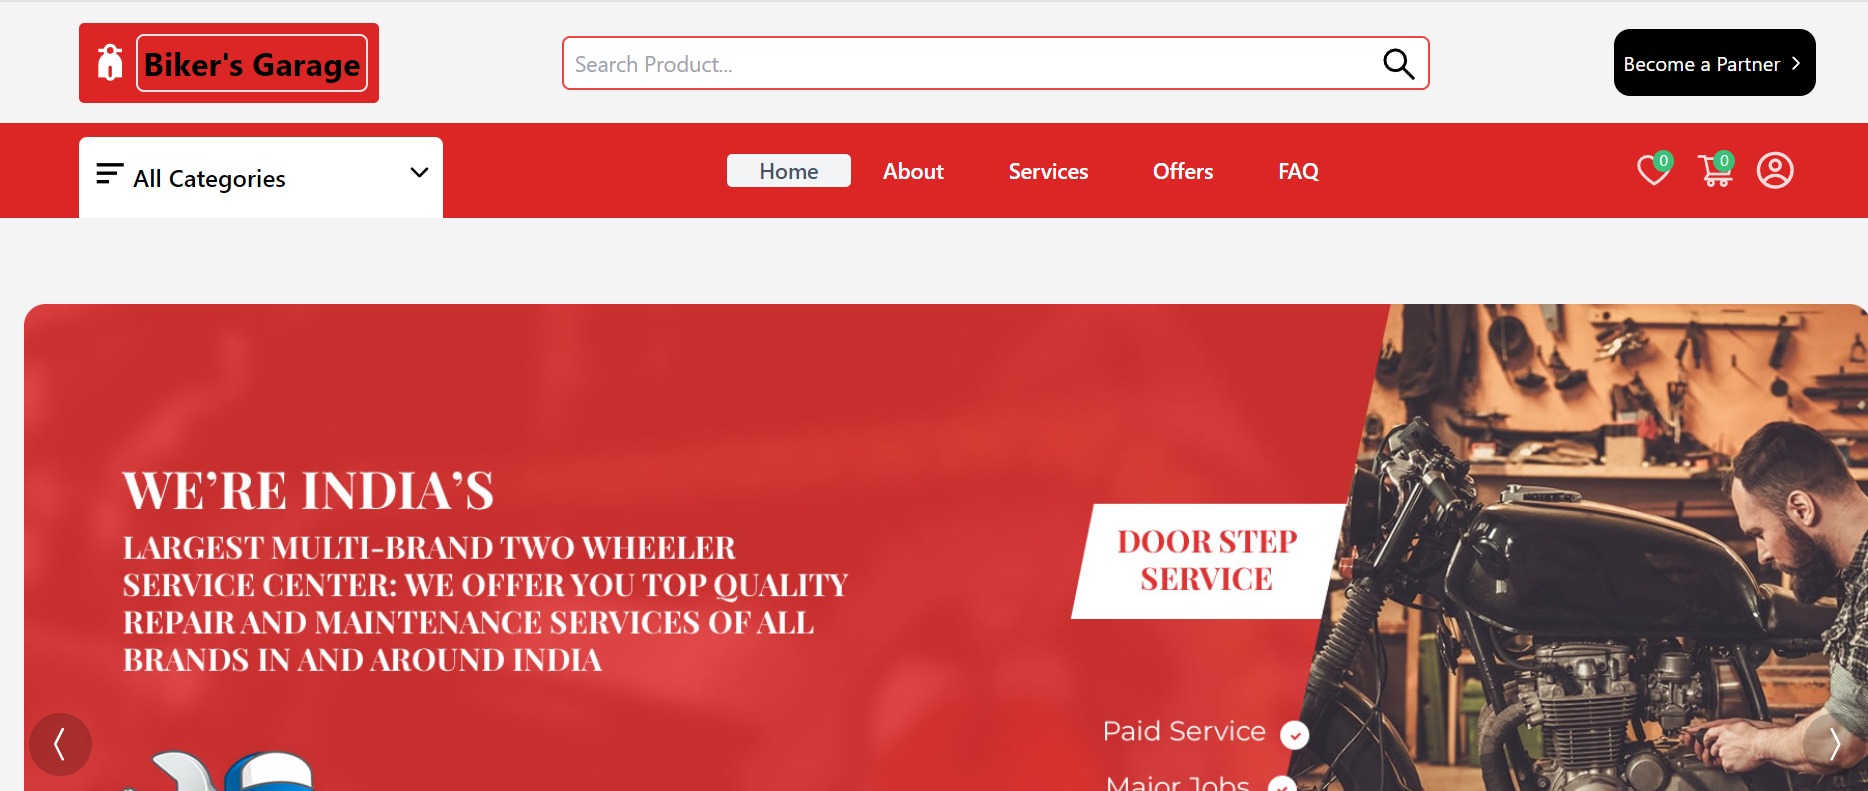 Biker's Garage
Search Product...
Become a Partner
All Categories
Home
About
Services
Offers
FAQ
0
0
WE'RE INDIA'S
LARGEST MULTI-BRAND TWO WHEELER
SERVICE CENTER: WE OFFER YOU TOP QUALITY
REPAIR AND MAINTENANCE SERVICES OF ALL
BRANDS IN AND AROUND INDIA
DOOR STEP
SERVICE
Paid Service
Major Jobs